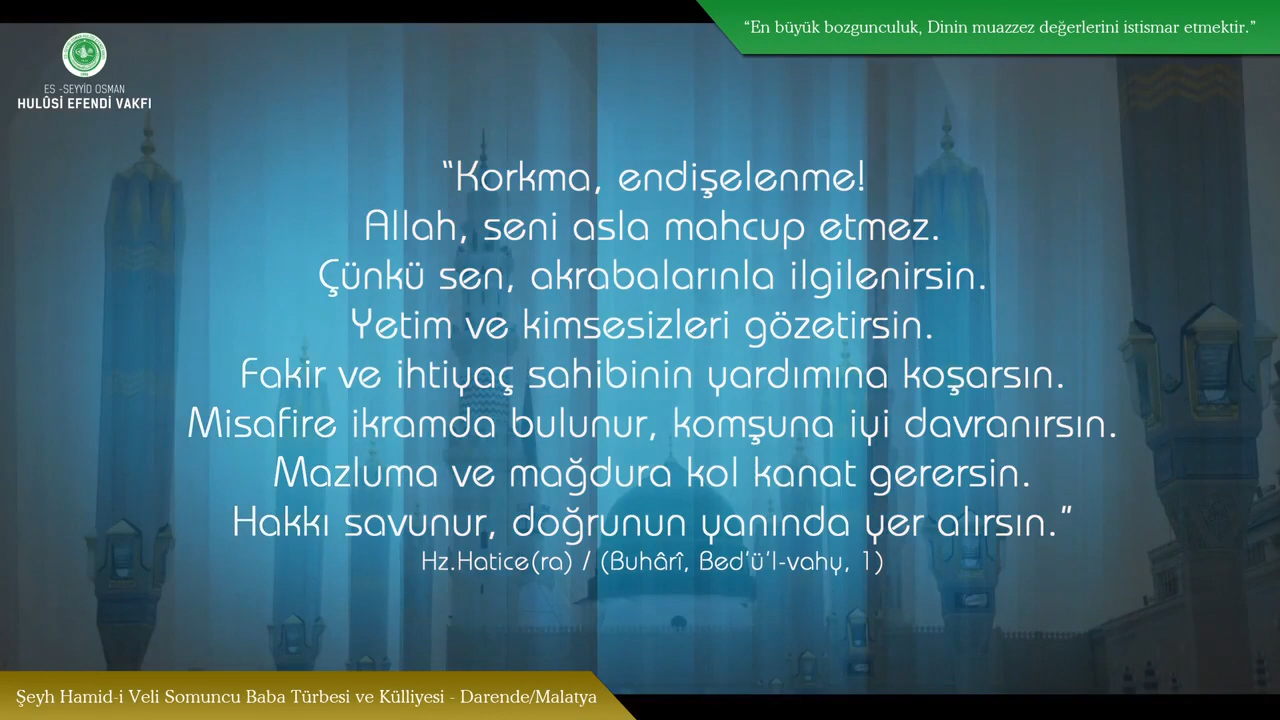 “En büyük bozgunculuk, Dinin muazzez değerlerini istismar etmektir.”
ES -SEYYİD OSMAN
HULÛSİ EFENDİ VAKFI
“Korkma, endişelenme!
Allah, seni asla mahcup etmez.
Çünkü sen, akrabalarınla ilgilenirsin.
Yetim ve kimsesizleri gözetirsin.
Fakir ve ihtiyaç sahibinin yardımına koşarsın.
Misafire ikramda bulunur, komşuna iyi davranırsın.
Mazluma ve mağdura kol kanat gerersin.
Hakkı savunur, doğrunun yanında yer alırsın.”
Hz.Hatice(ra) / (Buhârî, Bed’ü’l-vahy, 1)
Şeyh Hamid-i Veli Somuncu Baba Türbesi ve Külliyesi - Darende/Malatya